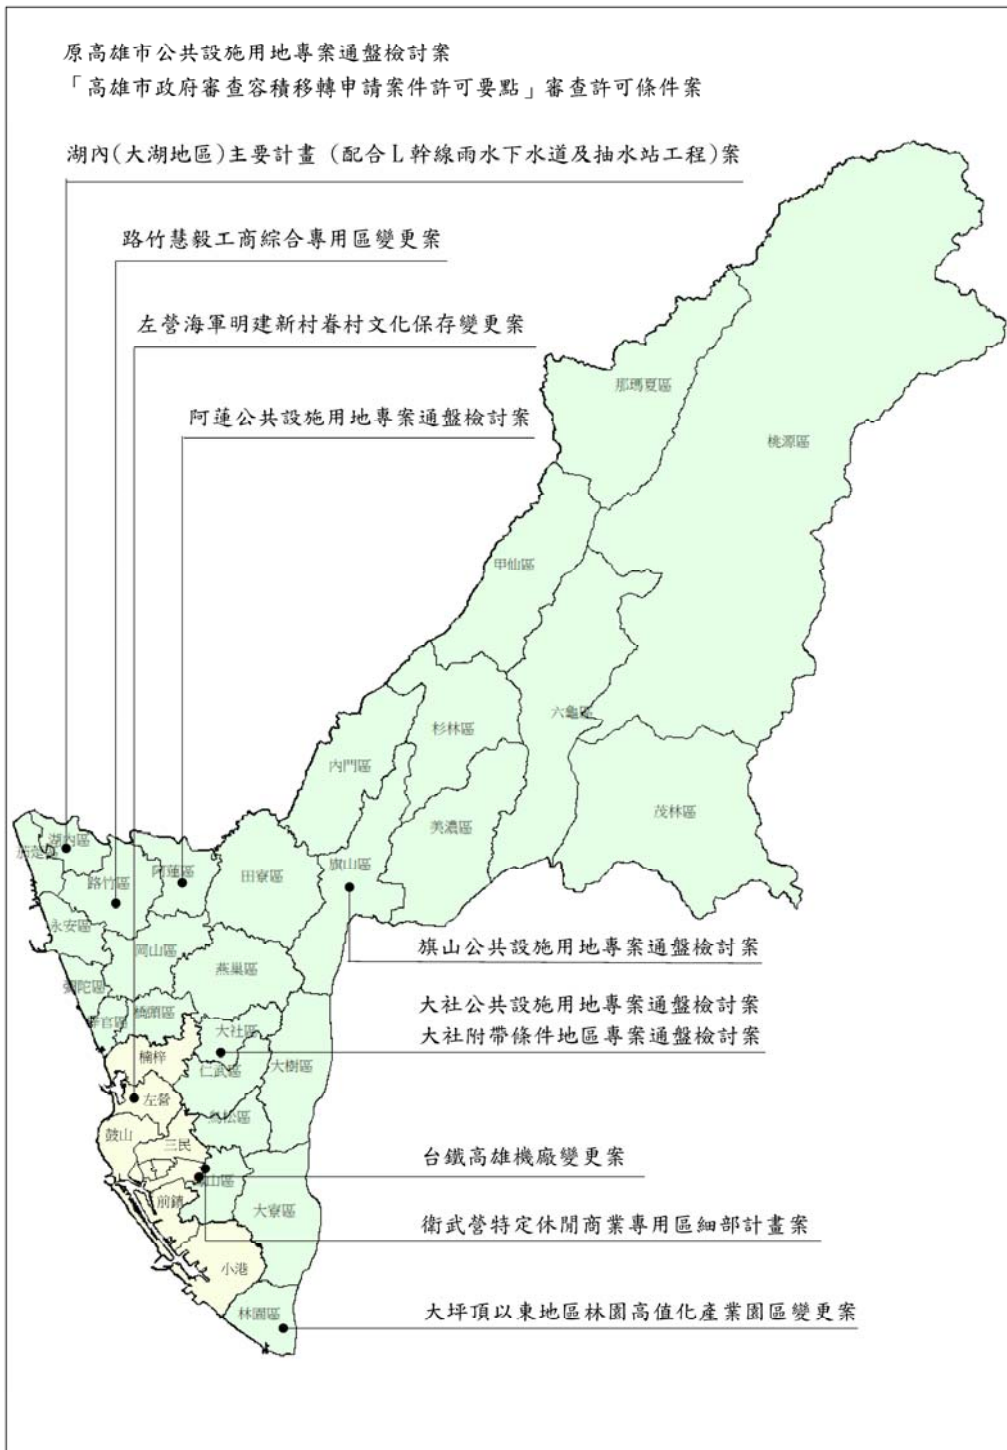 原高雄市公共設施用地專案通盤檢討案
「高雄市政府審查容積移轉申請案件許可要點」審查許可條件案
湖內(大湖地區)主要計畫（配合L幹線雨水下水道及抽水站工程)案
路竹慧毅工商綜合專用區變更案
左營海軍明建新村眷村文化保存變更案
阿蓮公共設施用地專案通盤檢討案
那瑪夏區
桃源區
甲仙區
六龜區
杉林區
內門區
茂林區
美濃區
湖內區
阿蓮區
田寮區
旗山區
路竹區
永安區
岡山區
旗山公共設施用地專案通盤檢討案
燕巢區
彌陀區
大社公共設施用地專案通盤檢討案
橋頭區
大社區
大社附帶條件地區專案通盤檢討案
楠梓
仁武區
大樹區
左營
鳥松區
鼓山
三民
台鐵高雄機廠變更案
山區
前鎮
大寮區
衛武營特定休閒商業專用區細部計畫案
小港
林園區
大坪頂以東地區林園高值化產業園區變更案